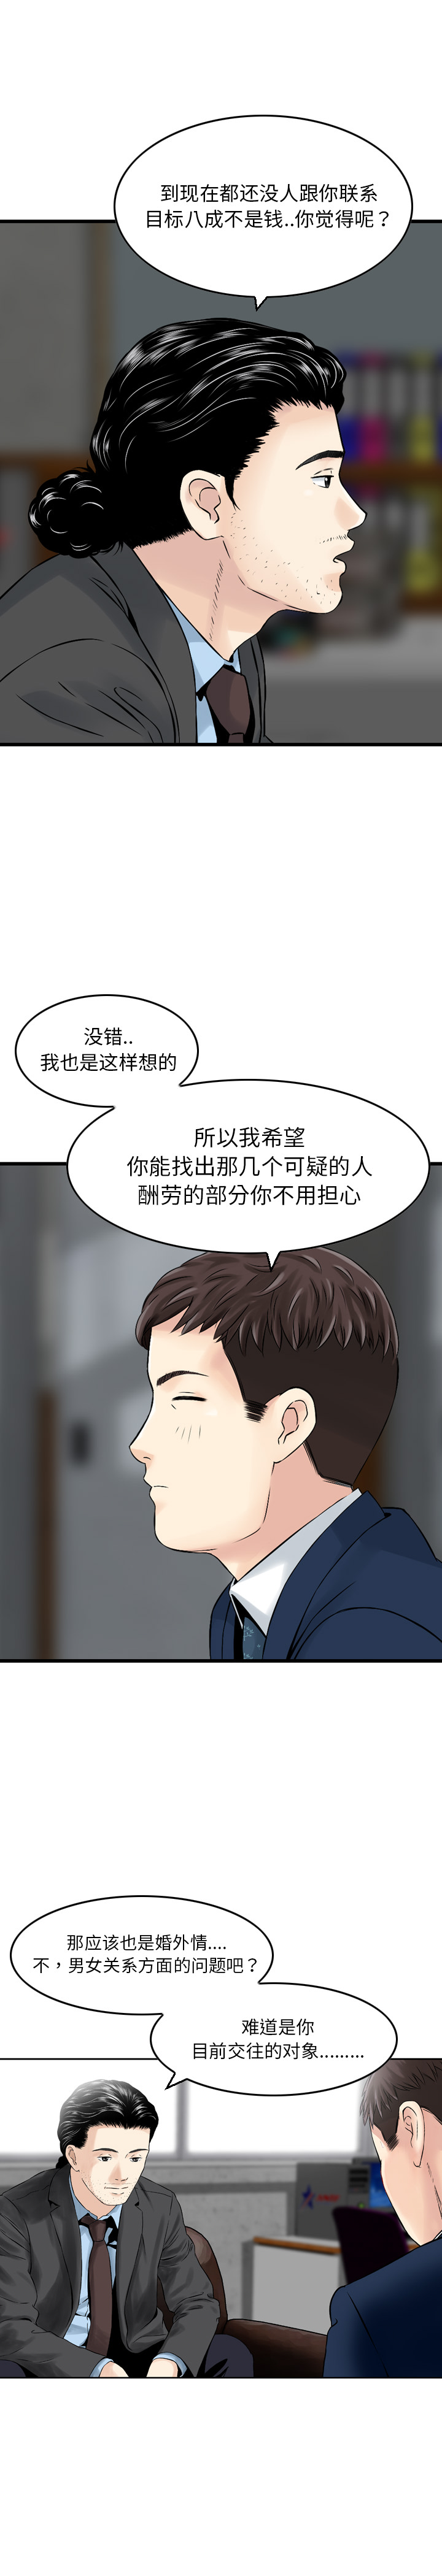 到现在都还没人跟你联系
目标八成不是钱..你觉得呢？
没错..
我也是这样想的
所以我希望
你能找出那几个可疑的人
酬劳的部分你不用担心
那应该也是婚外情....
不，男女关系方面的问题吧？
难道是你
目前交往的对象.........